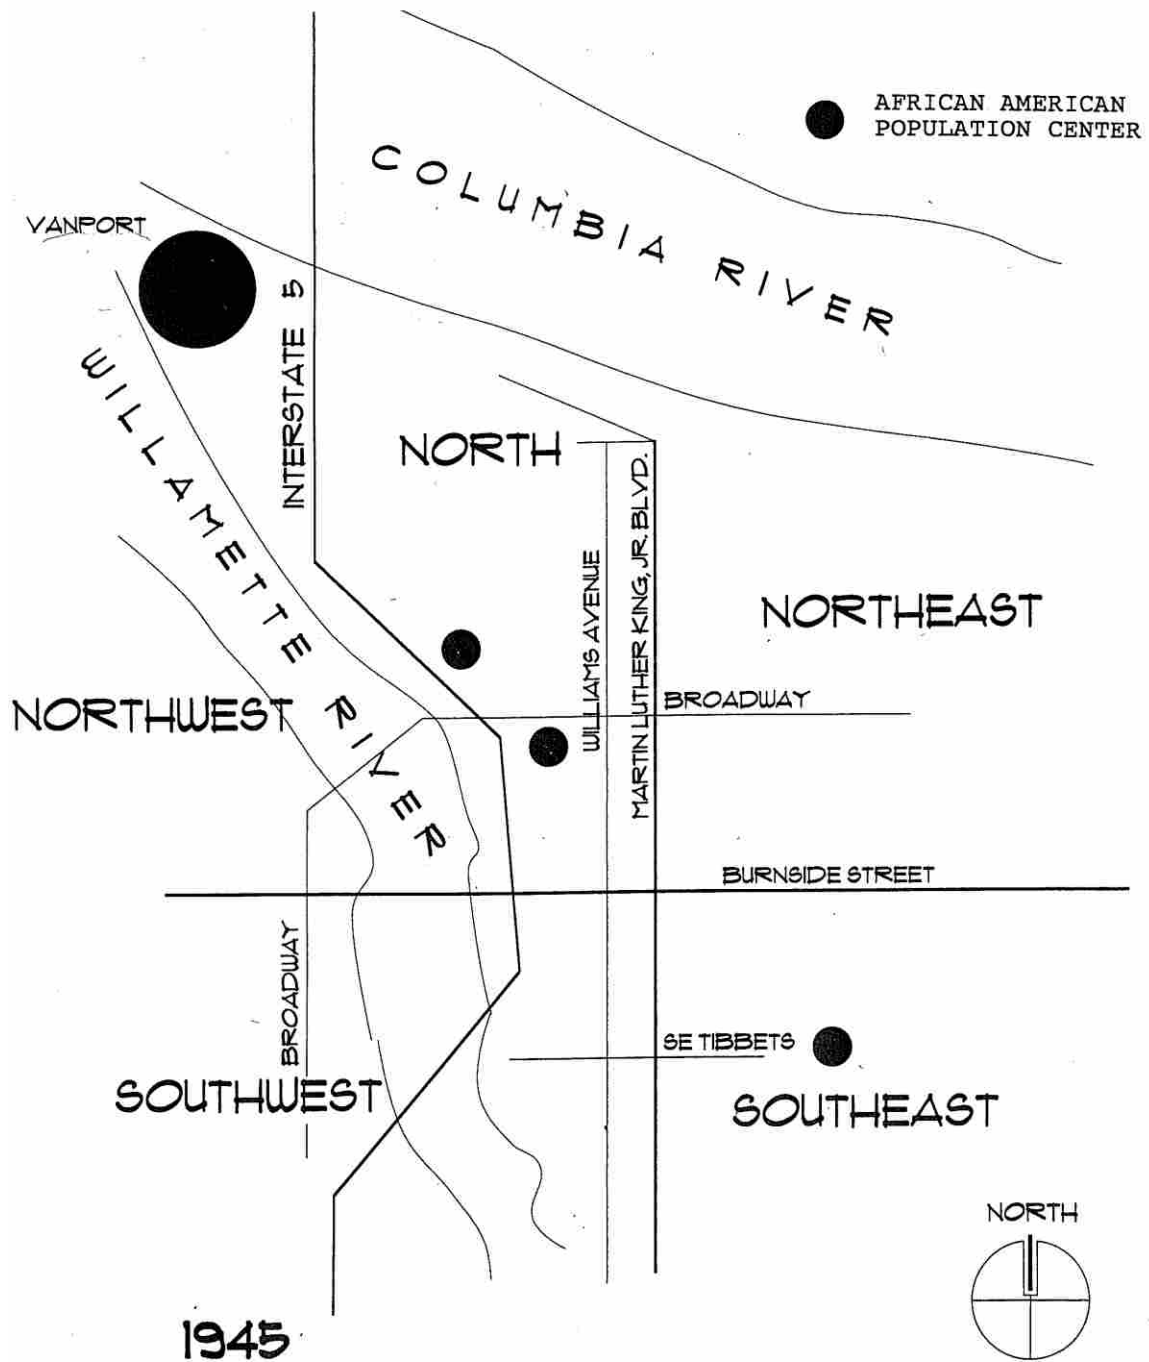 AFRICAN AMERICAN
POPULATION CENTER
COLUMBIA RIVER
VANPORT
WILLAMETTE RIVER
INTERSTATE 5
NORTH
WILLIAMS AVENUE
MARTIN LUTHER KING, JR. BLVD.
NORTHEAST
NORTHWEST
BROADWAY
BURNSIDE STREET
BROADWAY
SE TIBBETS
SOUTHWEST
SOUTHEAST
NORTH
1945